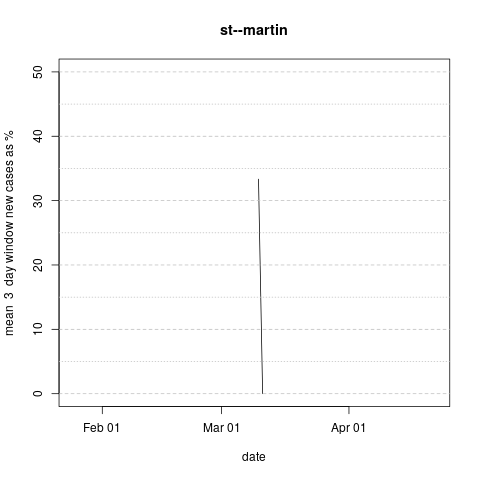 st--martin
mean 3 day window new cases as %
50
40
30
20
10
0
Feb 01
Mar 01
Apr 01
date